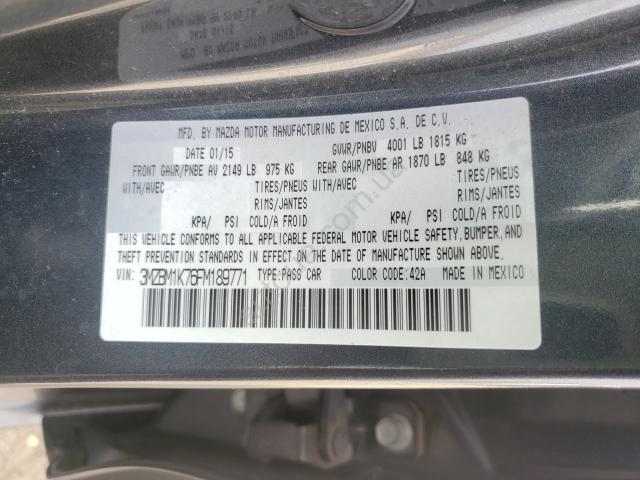 MFD. BY MAZDA MOTOR MANUFACTURING DE MEXICO S.A. DE C.V.
DATE 01/15 GVWR/PNBV 4001 LB 1815 KG
FRONT GAWR/PNBE AV 2149 LB 975 KG REAR GAWR/PNBE AR 1870 LB 848 KG
WITH/AVEC TIRES/PNEUS WITH/AVEC TIRES/PNEUS
RIMS/JANTES RIMS/JANTES
KPA/ PSI COLD/A FROID KPA/ PSI COLD/A FROID
THIS VEHICLE CONFORMS TO ALL APPLICABLE FEDERAL MOTOR VEHICLE SAFETY, BUMPER, AND
THEFT PREVENTION STANDARDS IN EFFECT ON THE DATE OF MANUFACTURE SHOWN ABOVE.
VIN: 3MZBM1K76FM189771 TYPE:PASS CAR COLOR CODE:42A MADE IN MEXICO